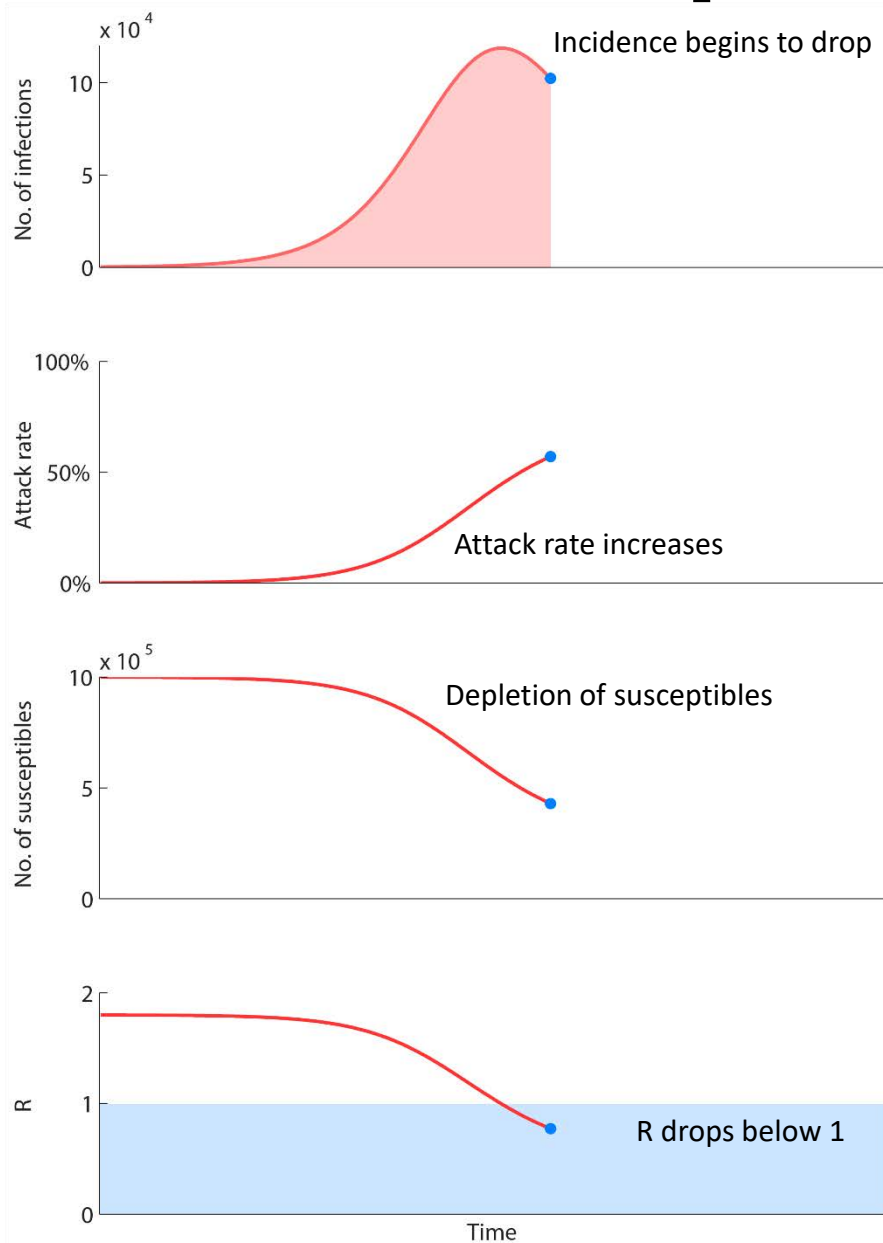 x 10 4
Incidence begins to drop
10
5
0
No. of infections
100%
50%
0%
Attack rate
Attack rate increases
x 10 5
10
5
0
No. of susceptibles
Depletion of susceptibles
2
1
0
R
R drops below 1
Time